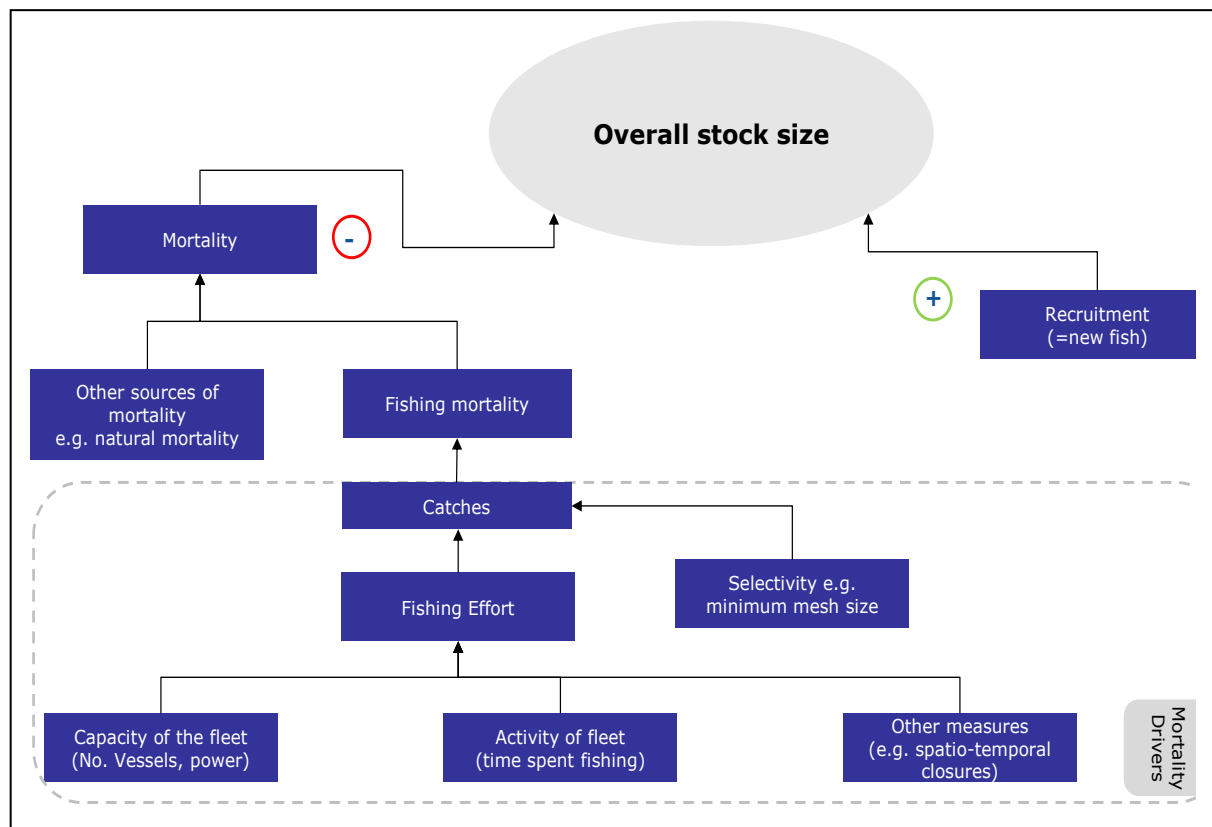 Overall stock size
Mortality
-
+
Recruitment
(=new fish)
Other sources of
mortality
e.g. natural mortality
Fishing mortality
Catches
Selectivity e.g.
minimum mesh size
Fishing Effort
Capacity of the fleet
(No. Vessels, power)
Activity of fleet
(time spent fishing)
Other measures
(e.g. spatio-temporal
closures)
Mortality
Drivers